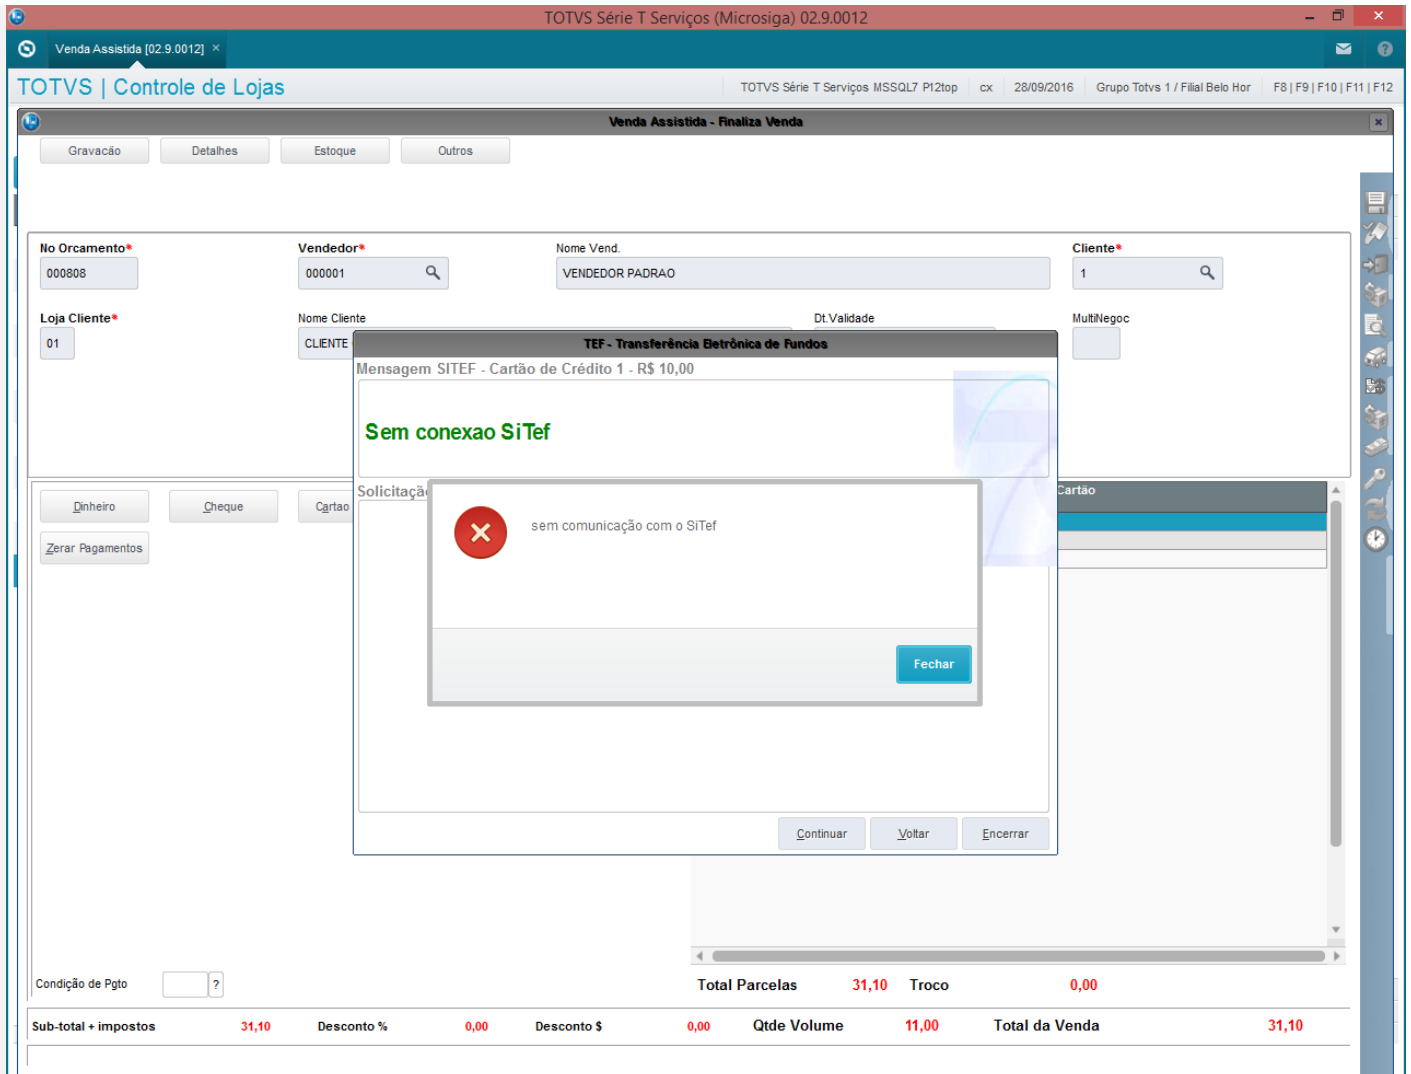 TOTVS Série T Serviços (Microsiga) 02.9.0012
Venda Assistida [02.9.0012] ×
TOTVS | Controle de Lojas
TOTVS Série T Serviços MSSQL7 P12top cx 28/09/2016 Grupo Totvs 1 / Filial Belo Hor F8 | F9 | F10 | F11 | F12
Venda Assistida - Finaliza Venda
Gravacão Detalhes Estoque Outros
No Orcamento* Vendedor* Nome Vend. Cliente*
000808 000001 VENDEDOR PADRAO 1
Loja Cliente* Nome Cliente Dt.Validade MultiNegoc
01 CLIENTE
TEF - Transferência Eletrônica de Fundos
Mensagem SITEF - Cartão de Crédito 1 - R$ 10,00
Sem conexao SiTef
Solicitação
Cartão
Dinheiro Cheque Cartao
sem comunicação com o SiTef
Zerar Pagamentos
Fechar
Continuar Voltar Encerrar
Condição de Pgto ? Total Parcelas 31,10 Troco 0,00
Sub-total + impostos 31,10 Desconto % 0,00 Desconto $ 0,00 Qtde Volume 11,00 Total da Venda 31,10